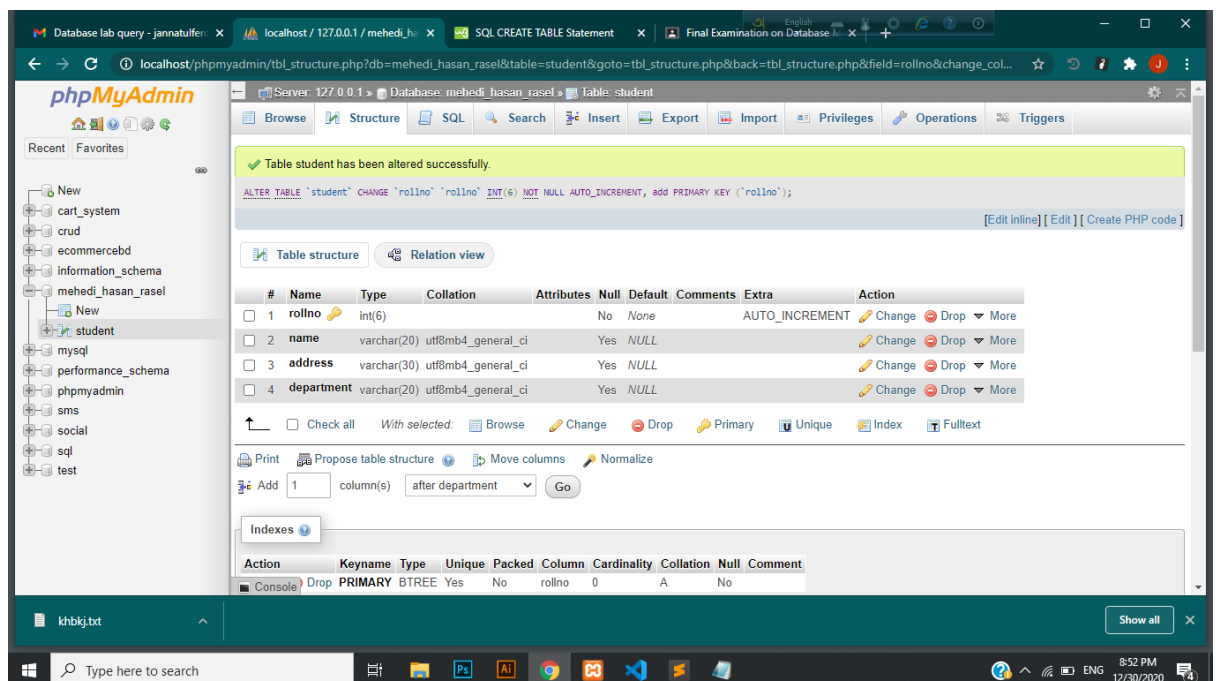 Database lab query - jannatulferc
localhost / 127.0.0.1 / mehedi_ha
SQL CREATE TABLE Statement
Final Examination on Database
English
localhost/phpmyadmin/tbl_structure.php?db=mehedi_hasan_rasel&table=student&goto=tbl_structure.php&back=tbl_structure.php&field=rollno&change_col...
J
phpMyAdmin
Recent Favorites
New
cart_system
crud
ecommercebd
information_schema
mehedi_hasan_rasel
New
student
mysql
performance_schema
phpmyadmin
sms
social
sql
test
Server: 127.0.0.1 » Database: mehedi_hasan_rasel » Table: student
Browse Structure SQL Search Insert Export Import Privileges Operations Triggers
Table student has been altered successfully.
ALTER TABLE `student` CHANGE `rollno` `rollno` INT(6) NOT NULL AUTO_INCREMENT, add PRIMARY KEY (`rollno`);
[Edit inline] [ Edit ] [ Create PHP code ]
Table structure Relation view
# Name Type Collation Attributes Null Default Comments Extra Action
1 rollno int(6) No None AUTO_INCREMENT Change Drop More
2 name varchar(20) utf8mb4_general_ci Yes NULL Change Drop More
3 address varchar(30) utf8mb4_general_ci Yes NULL Change Drop More
4 department varchar(20) utf8mb4_general_ci Yes NULL Change Drop More
Check all With selected: Browse Change Drop Primary Unique Index Fulltext
Print Propose table structure Move columns Normalize
Add 1 column(s) after department Go
Indexes
Action Keyname Type Unique Packed Column Cardinality Collation Null Comment
Drop PRIMARY BTREE Yes No rollno 0 A No
Console
khbkj.txt
Show all
Type here to search
Ps
Ai
ENG
8:52 PM
12/30/2020
4